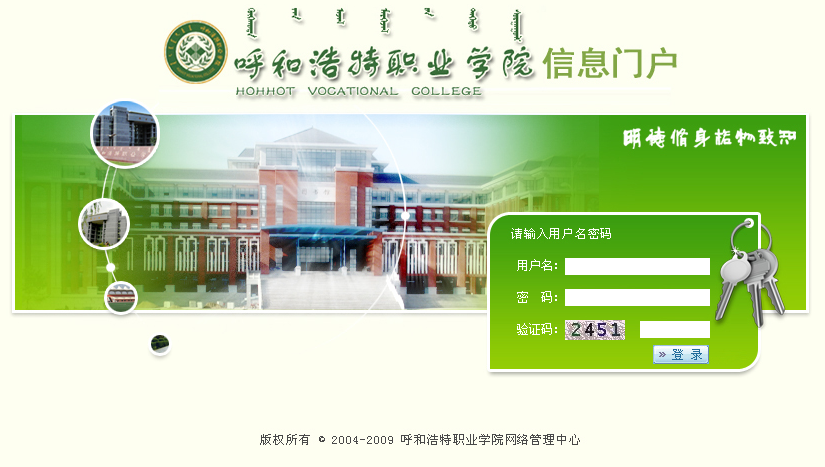 呼和浩特职业学院 信息门户
HOHHOT VOCATIONAL COLLEGE
明德修身 格物致知
请输入用户名密码
用户名:
密 码:
验证码: 2451
» 登 录
版权所有 © 2004-2009 呼和浩特职业学院网络管理中心